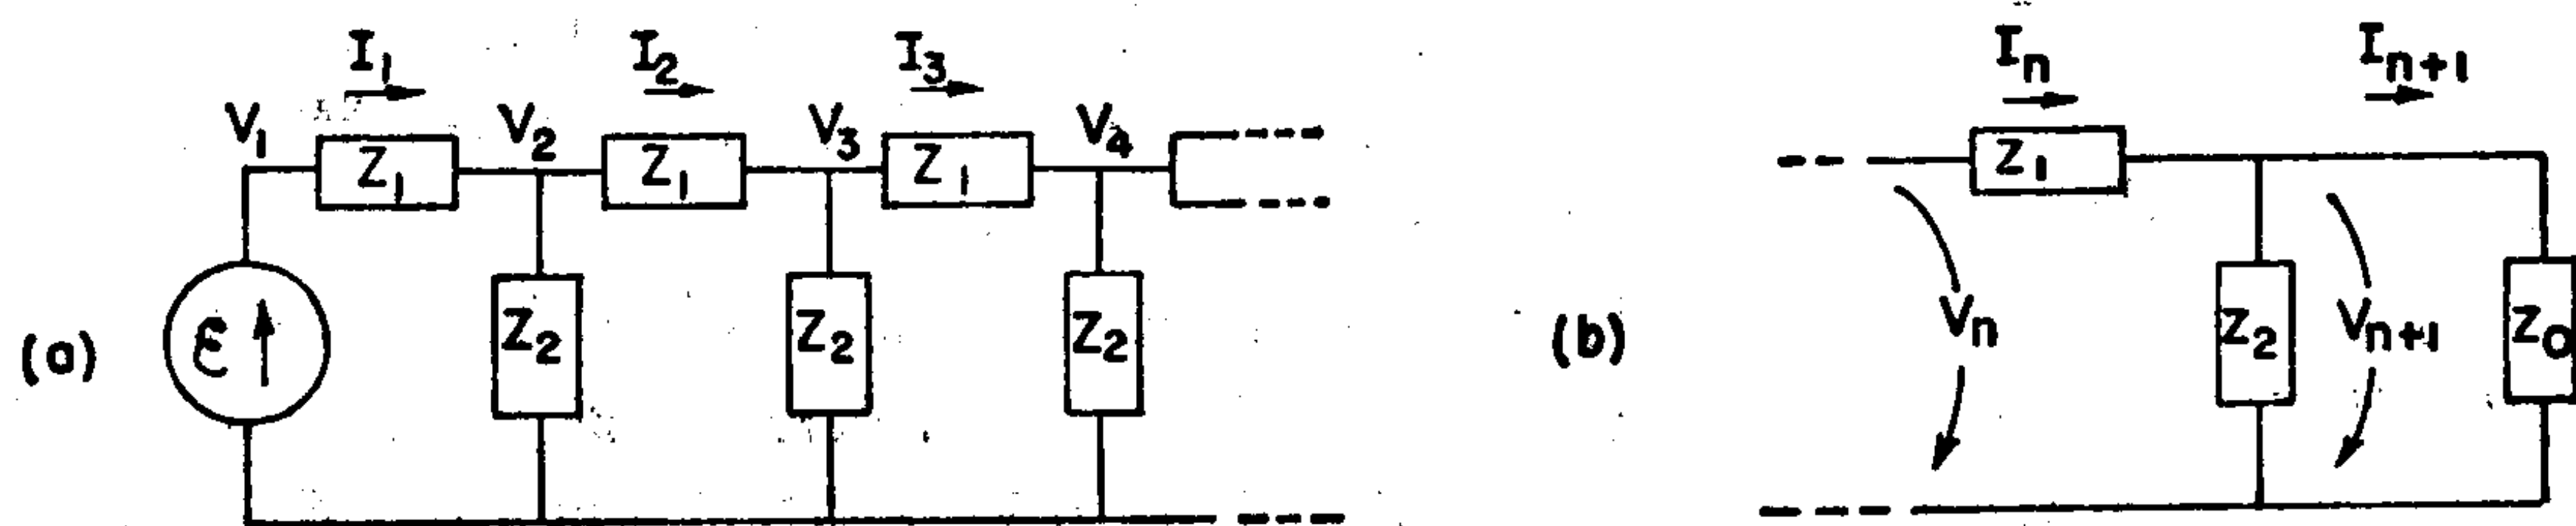 I₁ I₂ I₃
V₁ Z₁ V₂ Z₁ V₃ Z₁ V₄
(a) ℰ Z₂ Z₂ Z₂
Iₙ Iₙ₊₁
Z₁
(b) Vₙ Z₂ Vₙ₊₁ Z₀